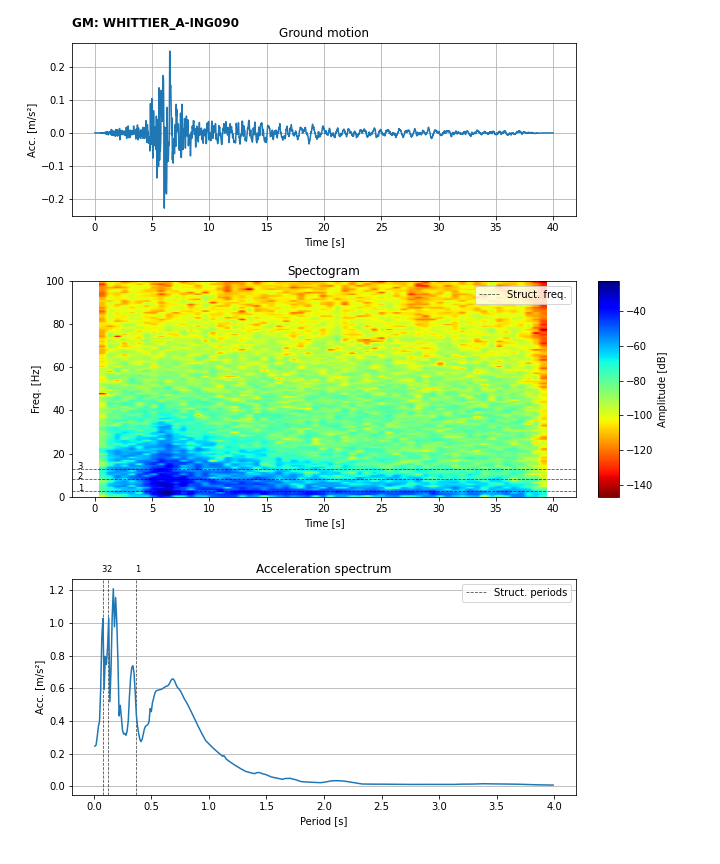 GM: WHITTIER_A-ING090
Ground motion
Acc. [m/s²]
0.2
0.1
0.0
−0.1
−0.2
0 5 10 15 20 25 30 35 40
Time [s]
Spectogram
Freq. [Hz]
100
80
60
40
20
0
3
2
1
Struct. freq.
0 5 10 15 20 25 30 35 40
Time [s]
−40
−60
−80
−100
−120
−140
Amplitude [dB]
32 1
Acceleration spectrum
Acc. [m/s²]
1.2
1.0
0.8
0.6
0.4
0.2
0.0
Struct. periods
0.0 0.5 1.0 1.5 2.0 2.5 3.0 3.5 4.0
Period [s]